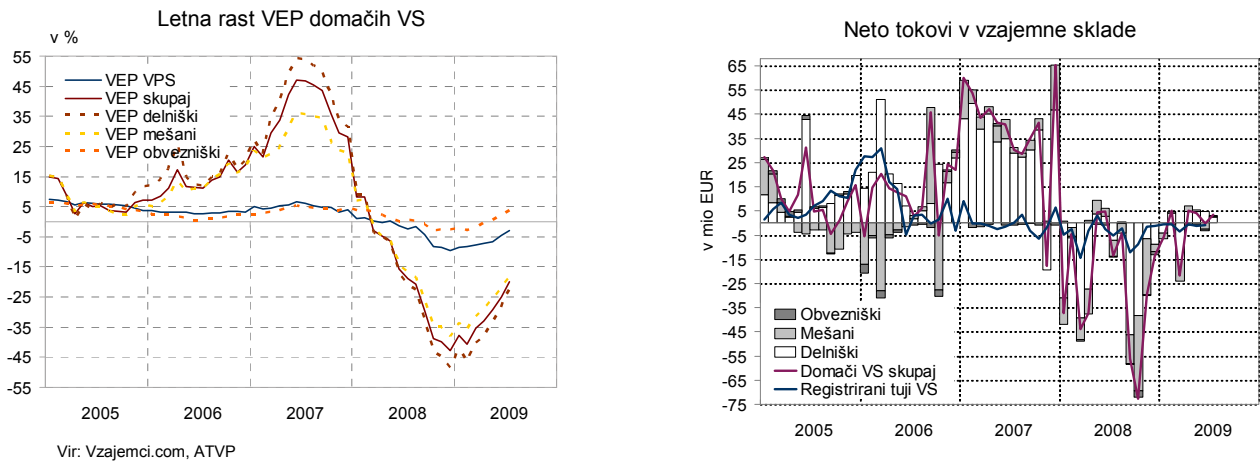 Letna rast VEP domačih VS
v %
55
45
35
25
15
5
-5
-15
-25
-35
-45
-55
VEP VPS
VEP skupaj
VEP delniški
VEP mešani
VEP obvezniški
2005
2006
2007
2008
2009
Vir: Vzajemci.com, ATVP
Neto tokovi v vzajemne sklade
v mio EUR
65
55
45
35
25
15
5
-5
-15
-25
-35
-45
-55
-65
-75
Obvezniški
Mešani
Delniški
Domači VS skupaj
Registrirani tuji VS
2005
2006
2007
2008
2009